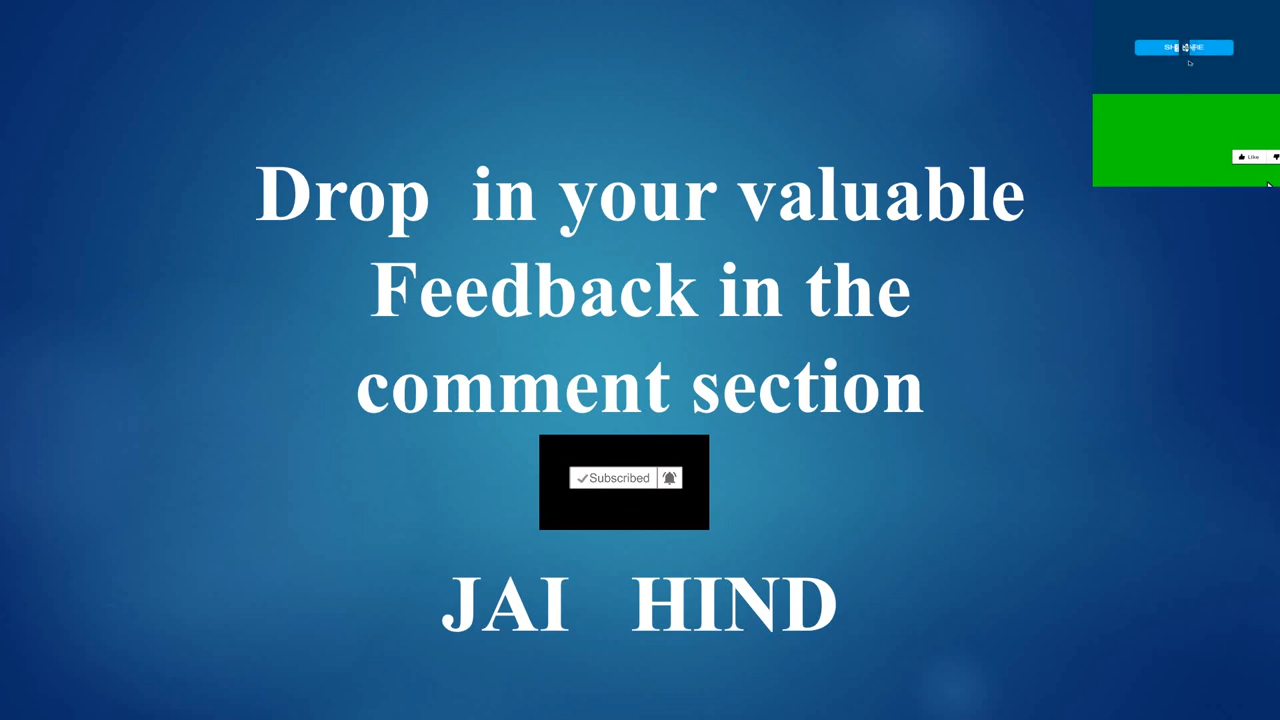 Drop in your valuable
Feedback in the
comment section
Subscribed
JAI HIND
Like